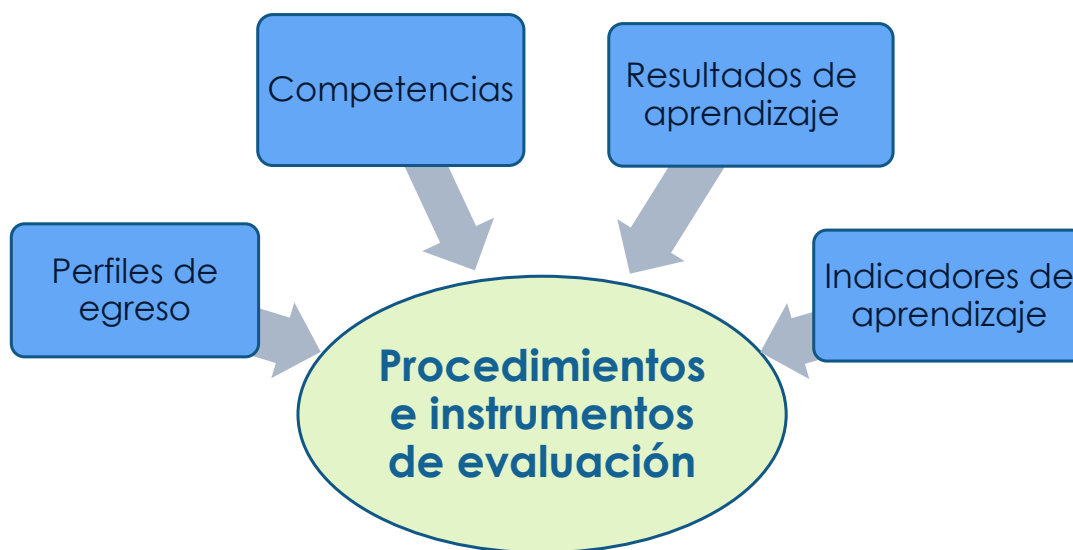 Competencias
Resultados de
aprendizaje
Perfiles de
egreso
Indicadores de
aprendizaje
Procedimientos
e instrumentos
de evaluación